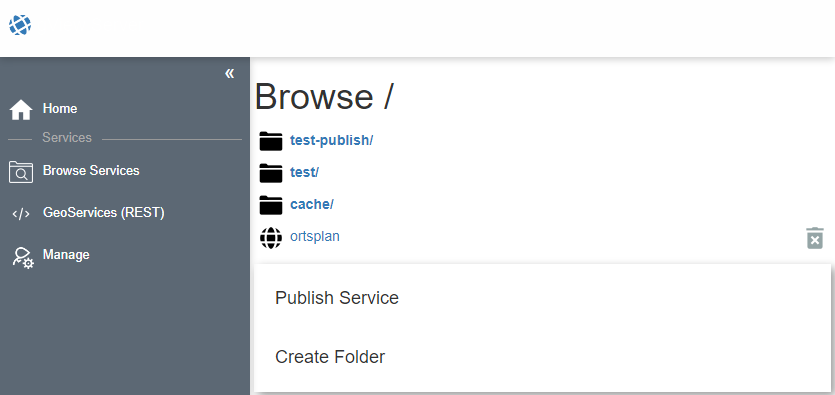 «
Home
Services
Browse Services
</> GeoServices (REST)
Manage
Browse /
test-publish/
test/
cache/
ortsplan
Publish Service
Create Folder